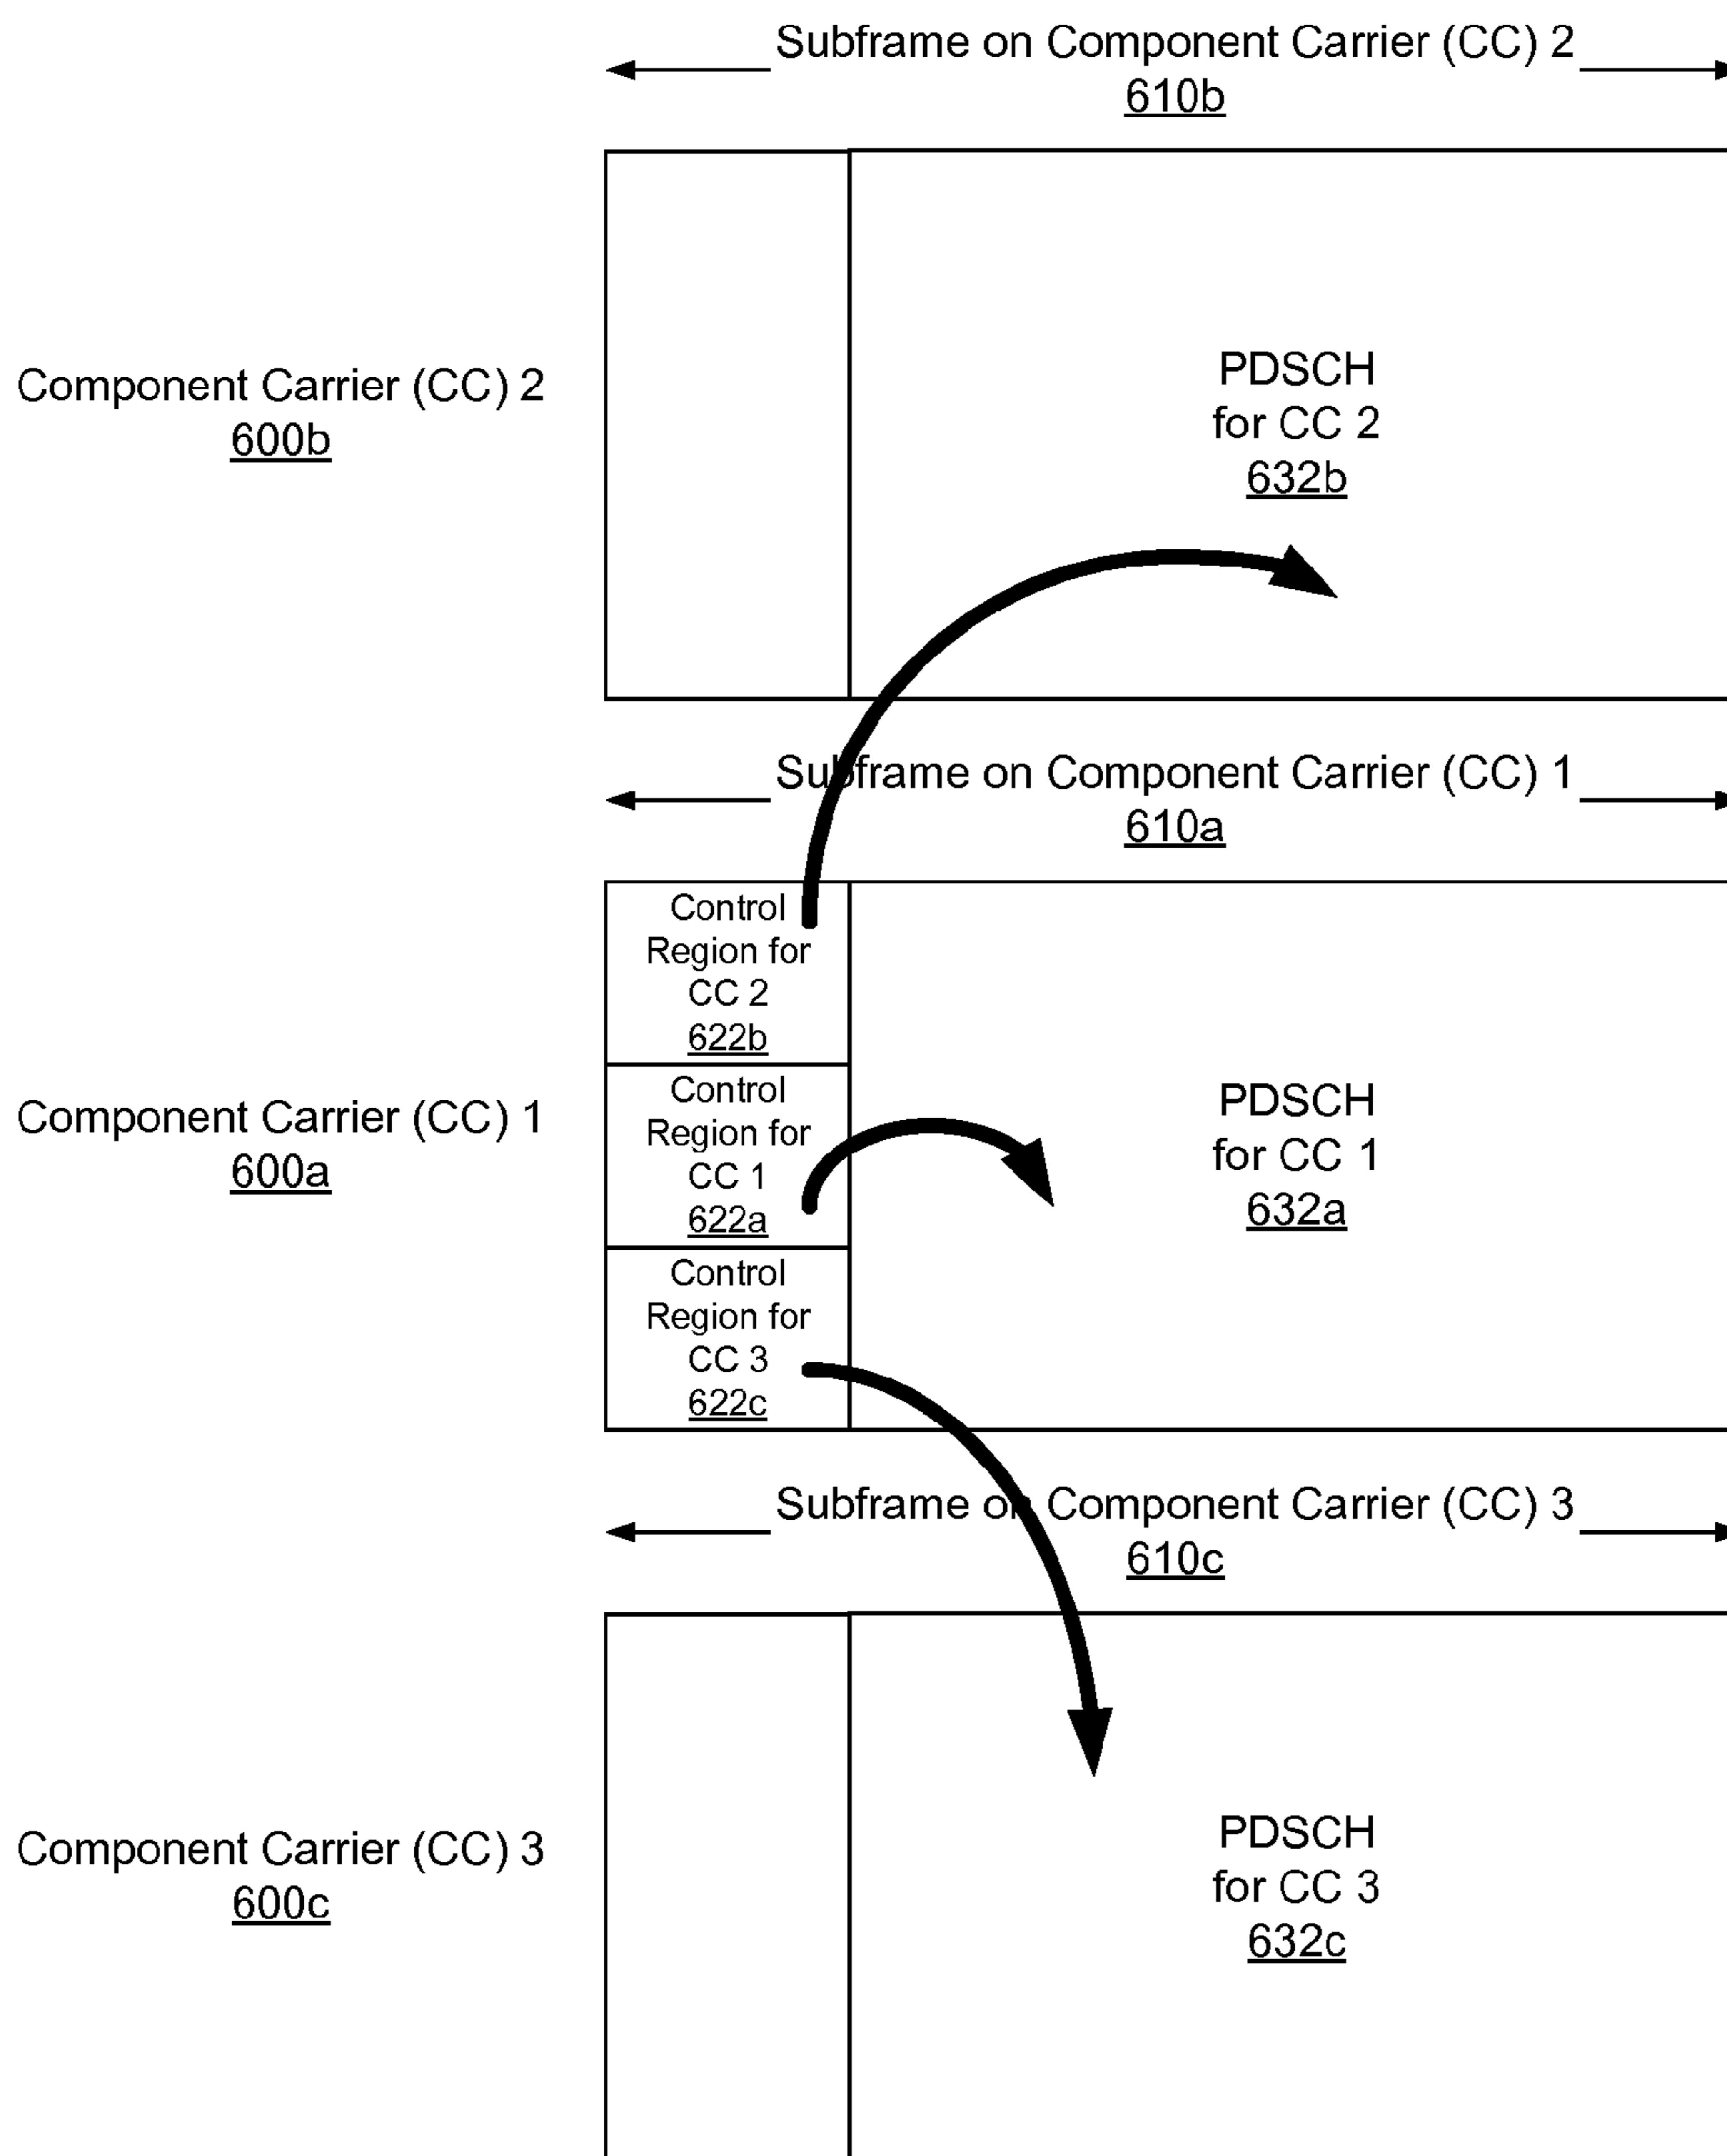 Subframe on Component Carrier (CC) 2
610b
Component Carrier (CC) 2
600b
PDSCH
for CC 2
632b
Subframe on Component Carrier (CC) 1
610a
Component Carrier (CC) 1
600a
Control
Region for
CC 2
622b
Control
Region for
CC 1
622a
Control
Region for
CC 3
622c
PDSCH
for CC 1
632a
Subframe on Component Carrier (CC) 3
610c
Component Carrier (CC) 3
600c
PDSCH
for CC 3
632c